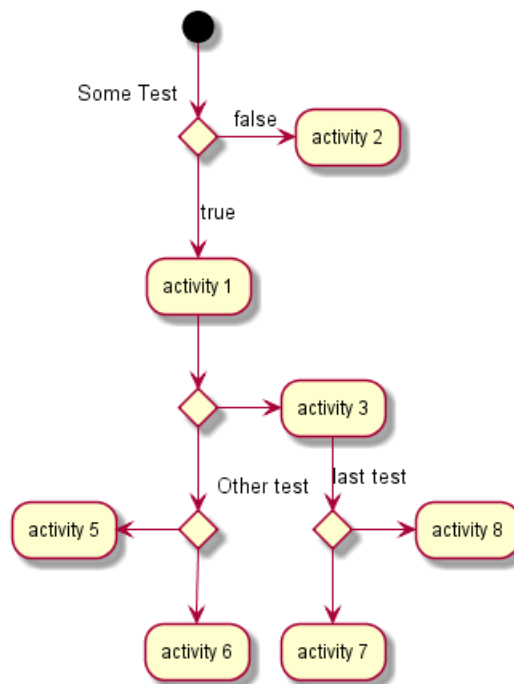 Some Test
false
activity 2
true
activity 1
activity 3
Other test
last test
activity 5
activity 8
activity 6
activity 7